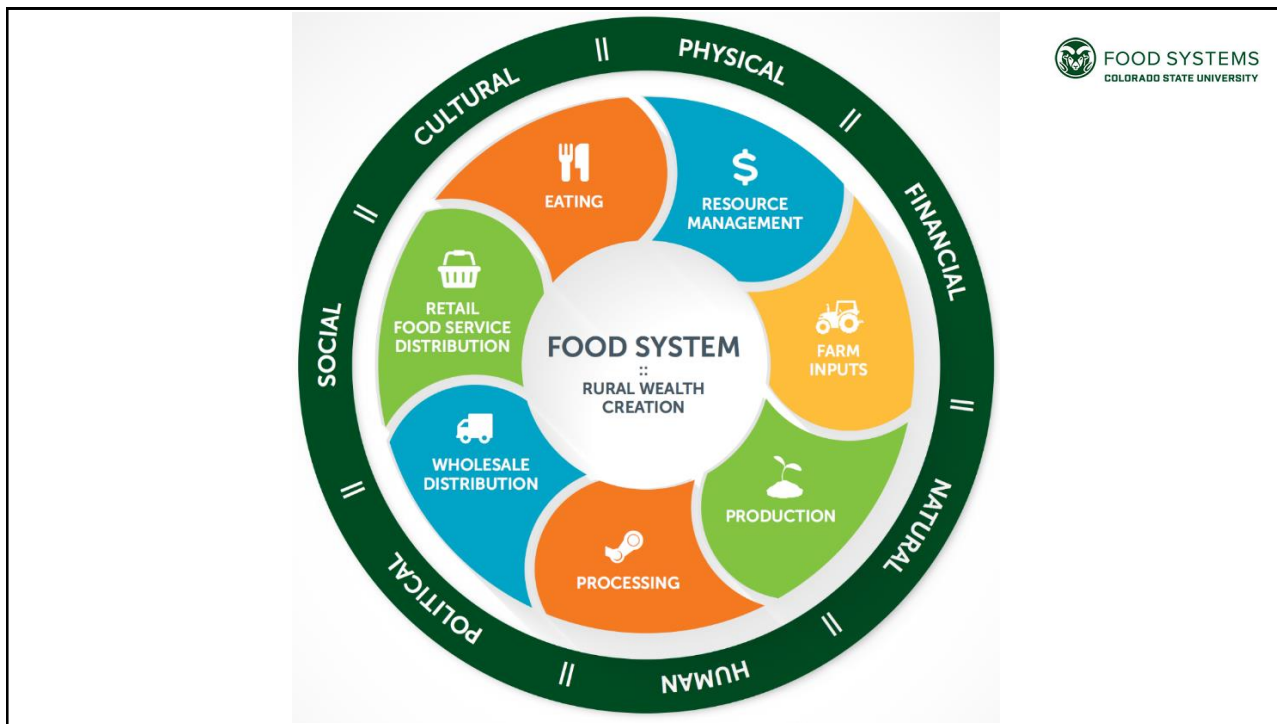 FOOD SYSTEMS
COLORADO STATE UNIVERSITY
PHYSICAL
FINANCIAL
NATURAL
HUMAN
POLITICAL
SOCIAL
CULTURAL
$
RESOURCE
MANAGEMENT
FARM
INPUTS
PRODUCTION
PROCESSING
WHOLESALE
DISTRIBUTION
RETAIL
FOOD SERVICE
DISTRIBUTION
EATING
FOOD SYSTEM
::
RURAL WEALTH
CREATION